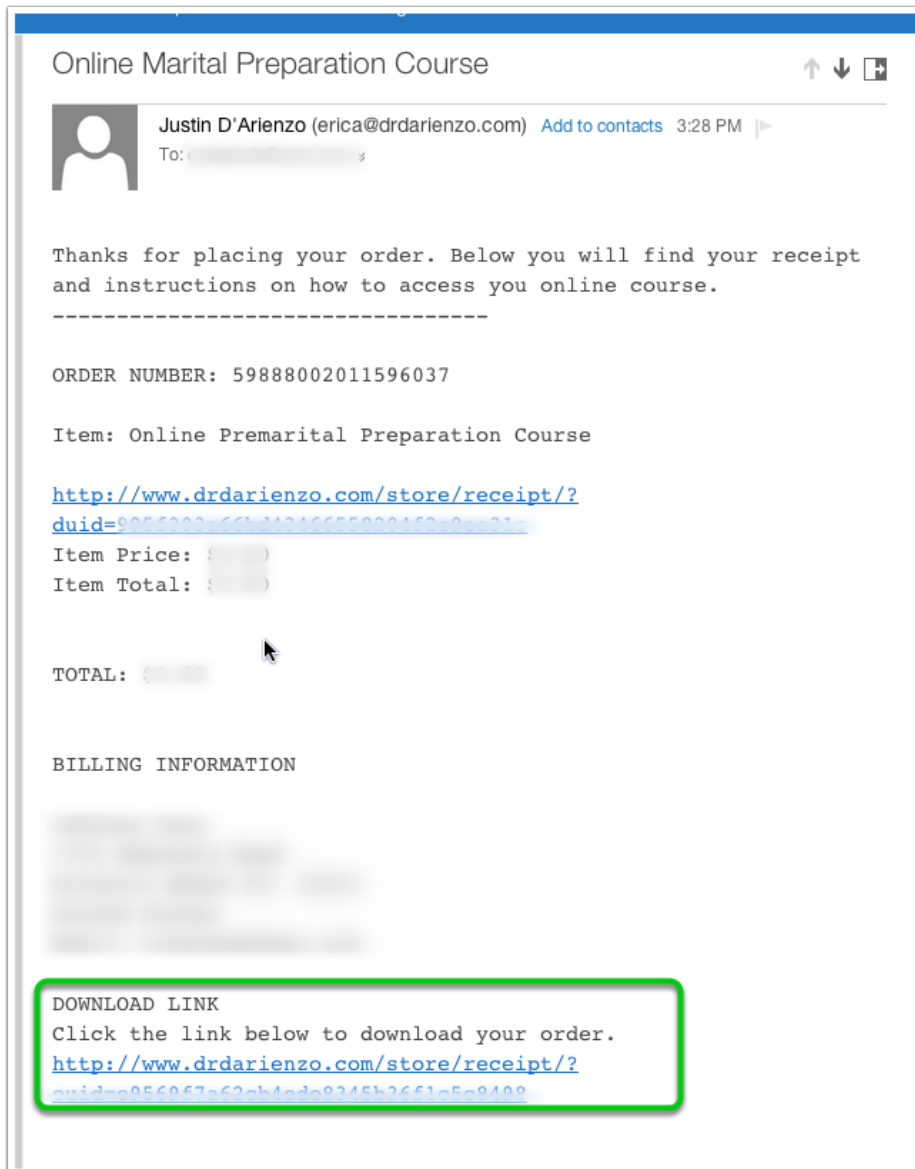 Online Marital Preparation Course
Justin D'Arienzo (erica@drdarienzo.com) Add to contacts 3:28 PM
To:
Thanks for placing your order. Below you will find your receipt
and instructions on how to access you online course.
----------------------------------
ORDER NUMBER: 59888002011596037
Item: Online Premarital Preparation Course
http://www.drdarienzo.com/store/receipt/?
duid=
Item Price:
Item Total:
TOTAL:
BILLING INFORMATION
DOWNLOAD LINK
Click the link below to download your order.
http://www.drdarienzo.com/store/receipt/?